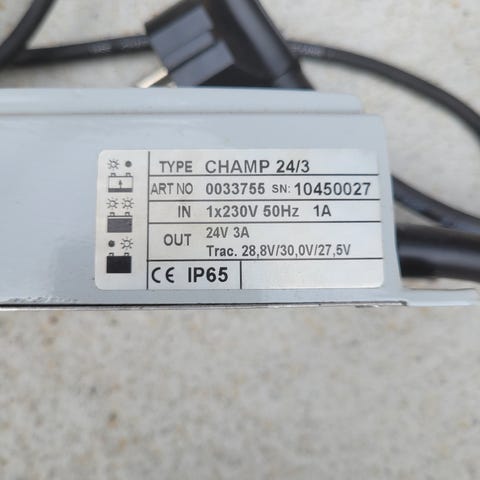 TYPE CHAMP 24/3
ART NO 0033755 SN: 10450027
IN 1x230V 50Hz 1A
OUT 24V 3A
Trac. 28,8V/30,0V/27,5V
CE IP65